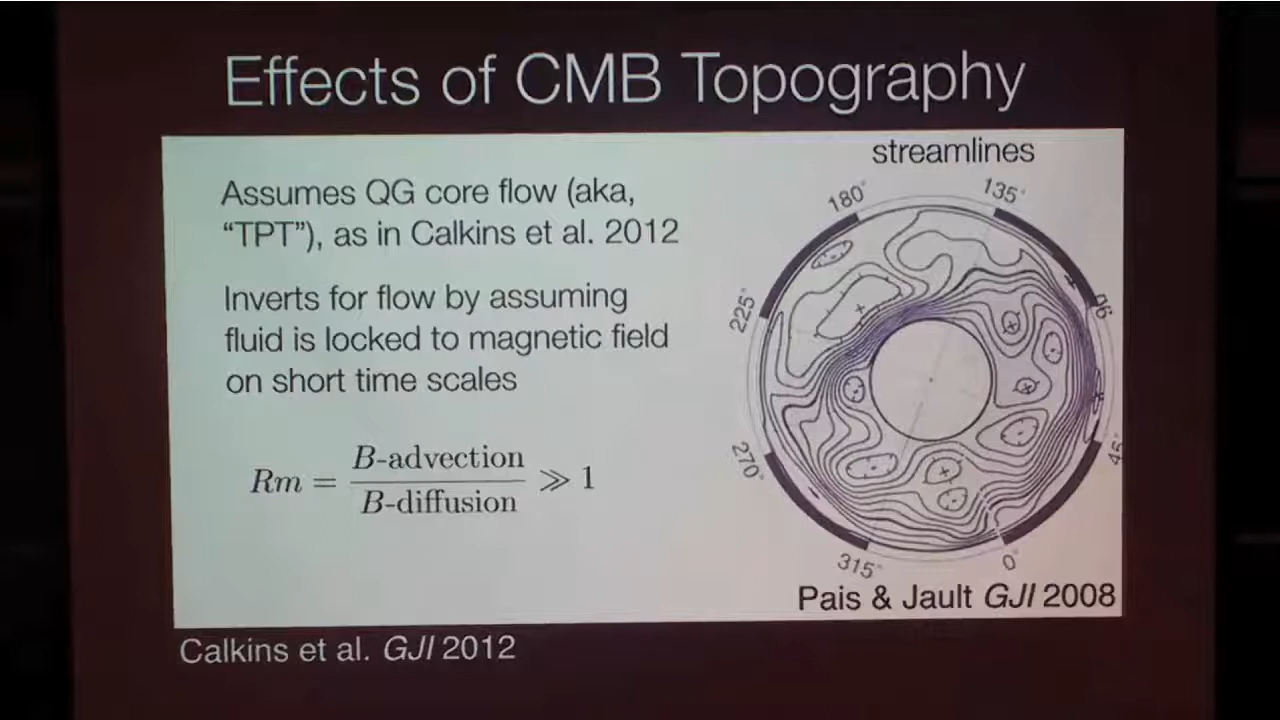 Effects of CMB Topography
Assumes QG core flow (aka,
“TPT”), as in Calkins et al. 2012
Inverts for flow by assuming
fluid is locked to magnetic field
on short time scales
Rm = B-advection / B-diffusion ≫ 1
streamlines
180°
135°
225°
90
270°
45°
315°
0°
Pais & Jault GJI 2008
Calkins et al. GJI 2012